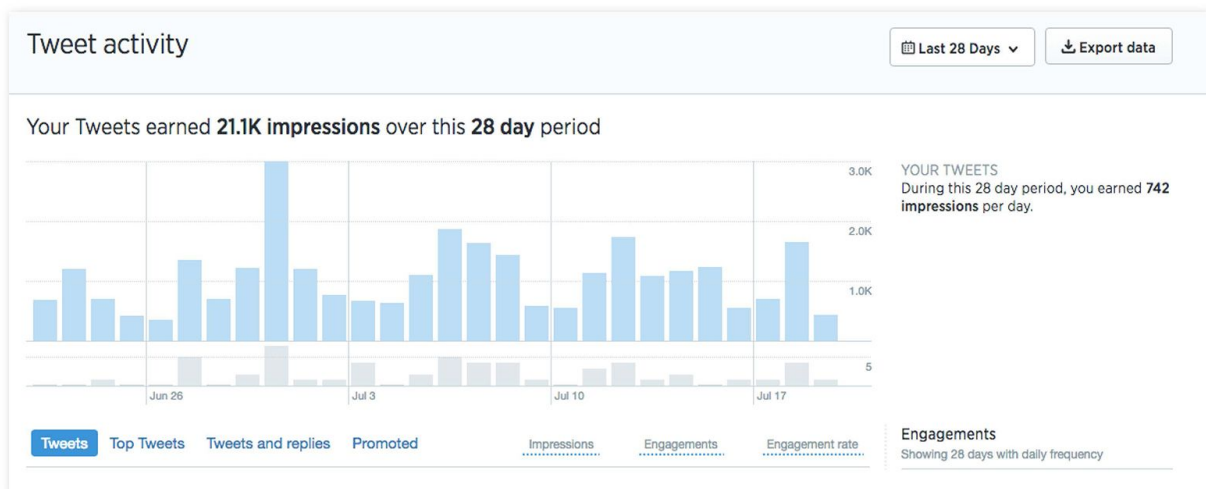 Tweet activity
Last 28 Days
Export data
Your Tweets earned 21.1K impressions over this 28 day period
3.0K
2.0K
1.0K
5
Jun 26
Jul 3
Jul 10
Jul 17
YOUR TWEETS
During this 28 day period, you earned 742
impressions per day.
Tweets Top Tweets Tweets and replies Promoted Impressions Engagements Engagement rate
Engagements
Showing 28 days with daily frequency